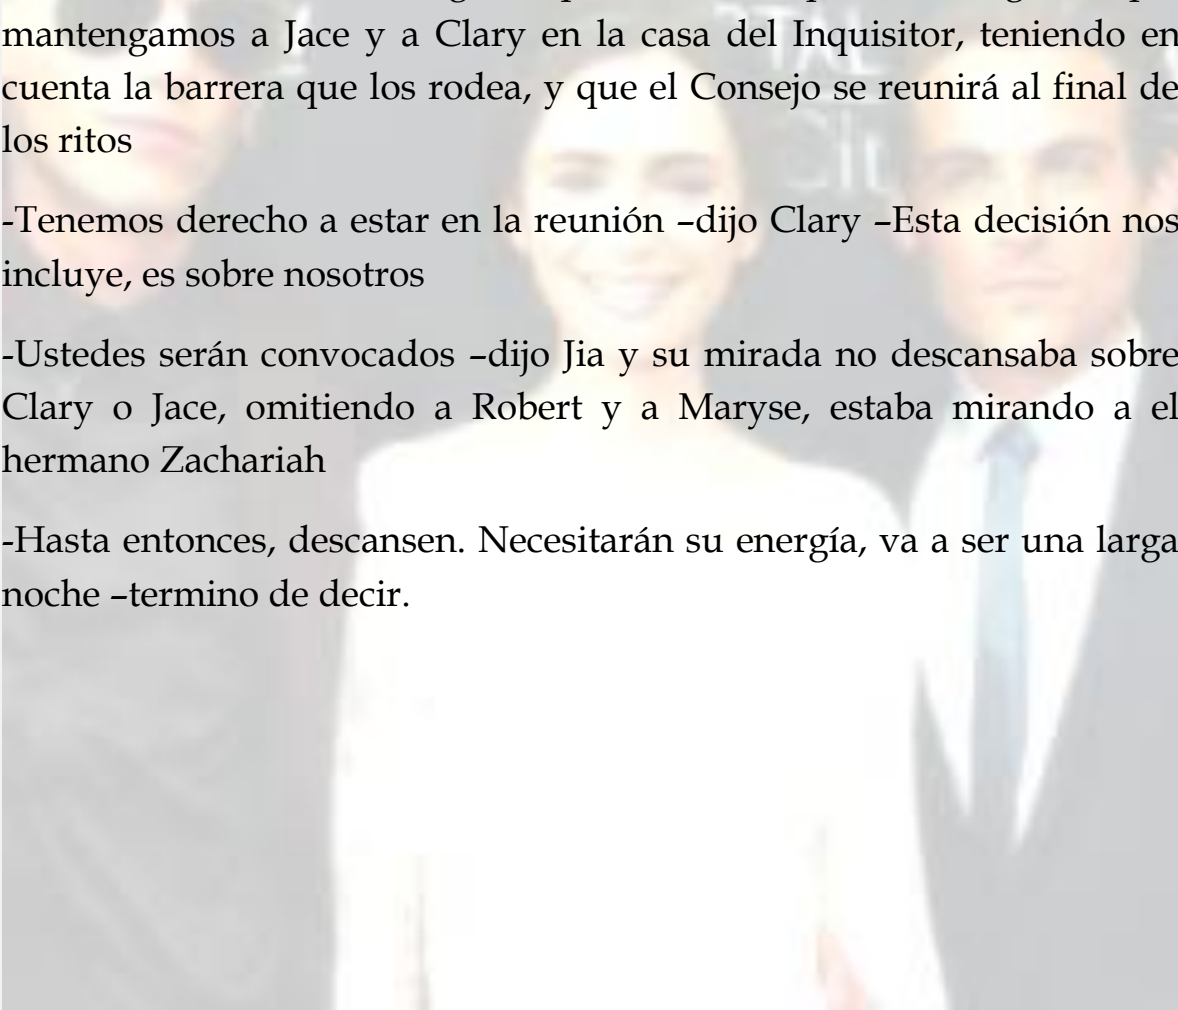 mantengamos a Jace y a Clary en la casa del Inquisitor, teniendo en
cuenta la barrera que los rodea, y que el Consejo se reunirá al final de
los ritos
-Tenemos derecho a estar en la reunión –dijo Clary –Esta decisión nos
incluye, es sobre nosotros
-Ustedes serán convocados –dijo Jia y su mirada no descansaba sobre
Clary o Jace, omitiendo a Robert y a Maryse, estaba mirando a el
hermano Zachariah
-Hasta entonces, descansen. Necesitarán su energía, va a ser una larga
noche –termino de decir.